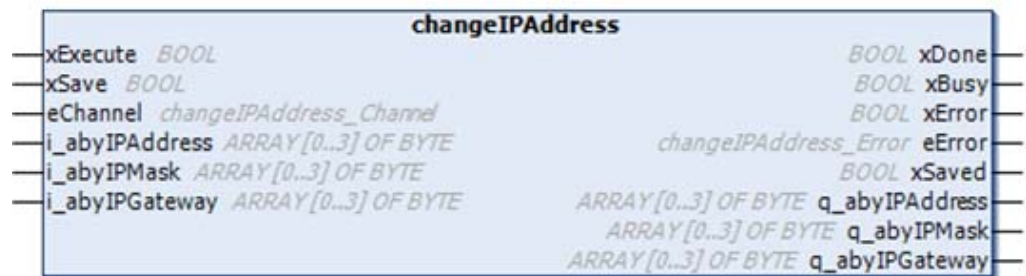 changeIPAddress
xExecute BOOL BOOL xDone
xSave BOOL BOOL xBusy
eChannel changeIPAddress_Channel BOOL xError
i_abyIPAddress ARRAY [0..3] OF BYTE changeIPAddress_Error eError
i_abyIPMask ARRAY [0..3] OF BYTE BOOL xSaved
i_abyIPGateway ARRAY [0..3] OF BYTE ARRAY [0..3] OF BYTE q_abyIPAddress
ARRAY [0..3] OF BYTE q_abyIPMask
ARRAY [0..3] OF BYTE q_abyIPGateway